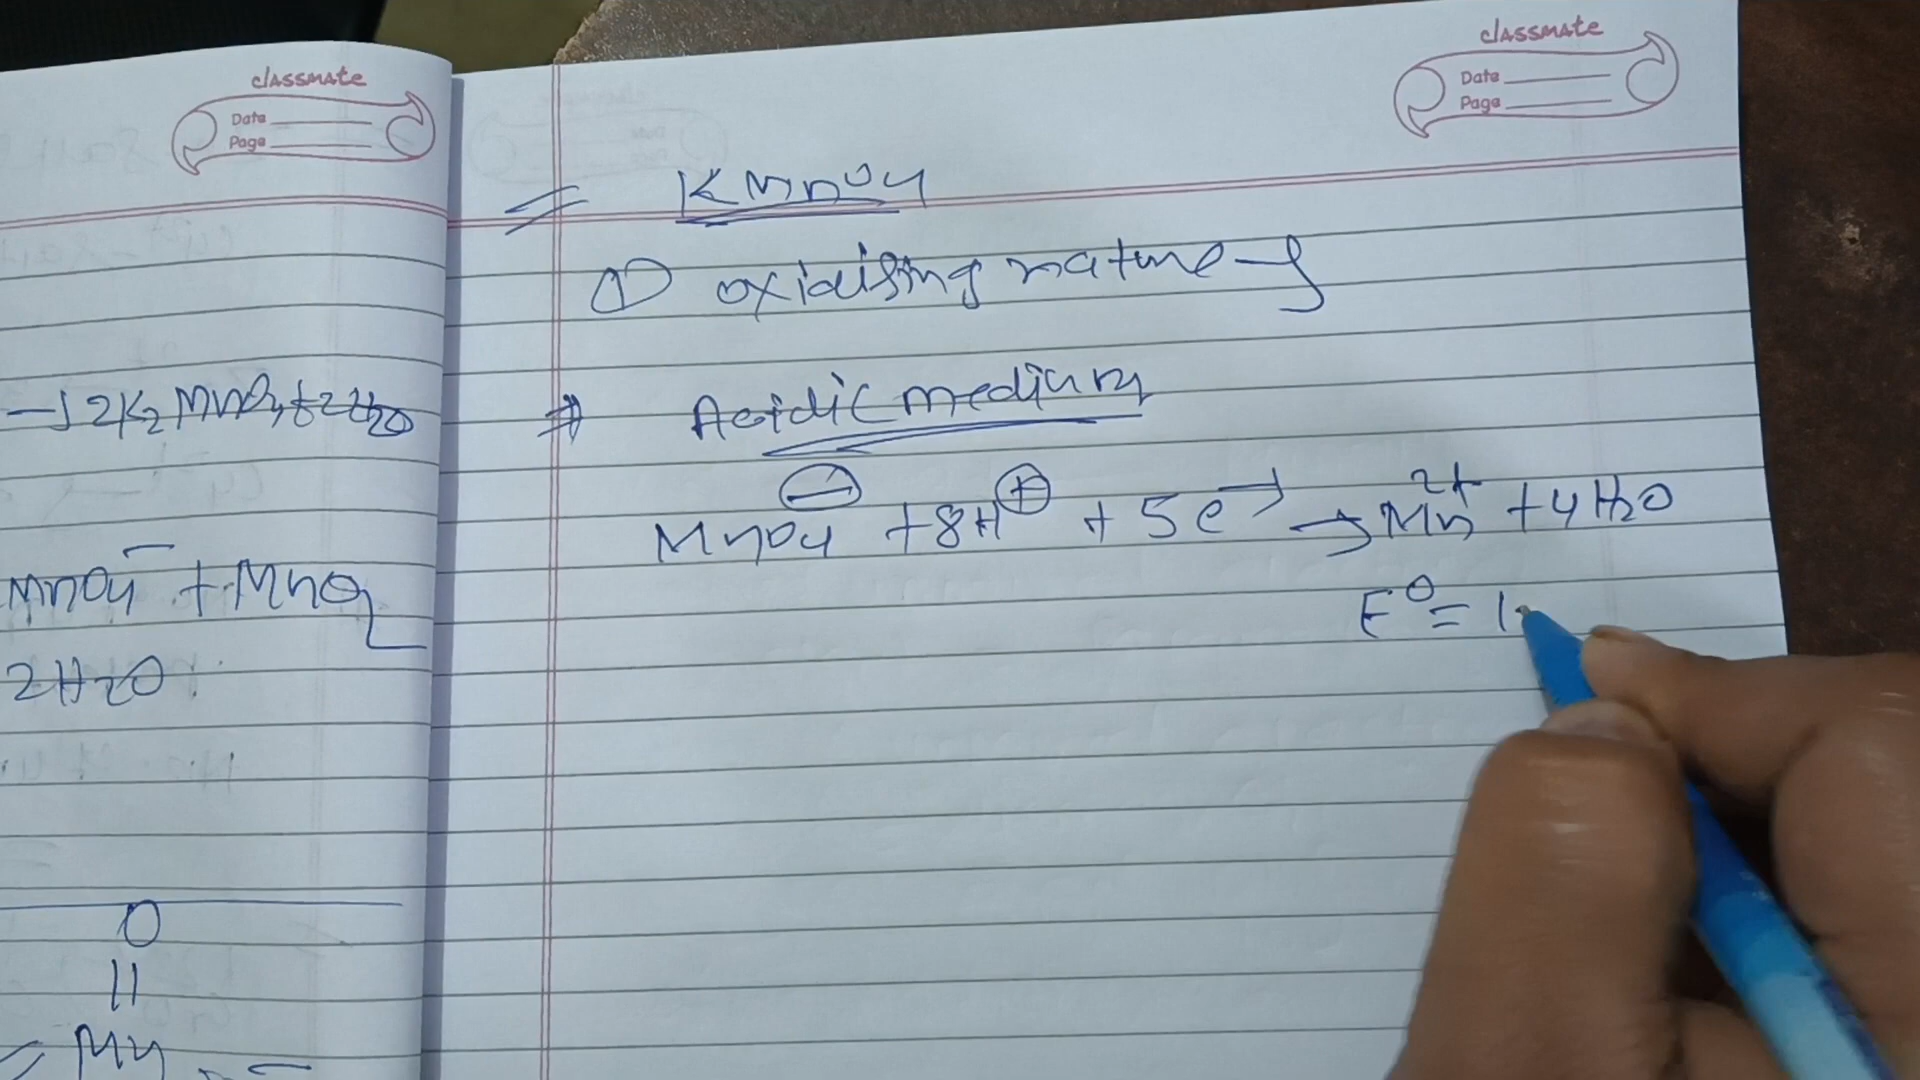 classmate
Date
Page
→ 2K2MnO4 + 2H2O
MnO4⁻ + MnO2
2H2O
O
||
Mn
classmate
Date
Page
KMnO4
① oxidising nature
⇒ Acidic medium
MnO4⊖ + 8H⊕ + 5e⁻ → Mn2+ + 4H2O
E⁰ = 1.